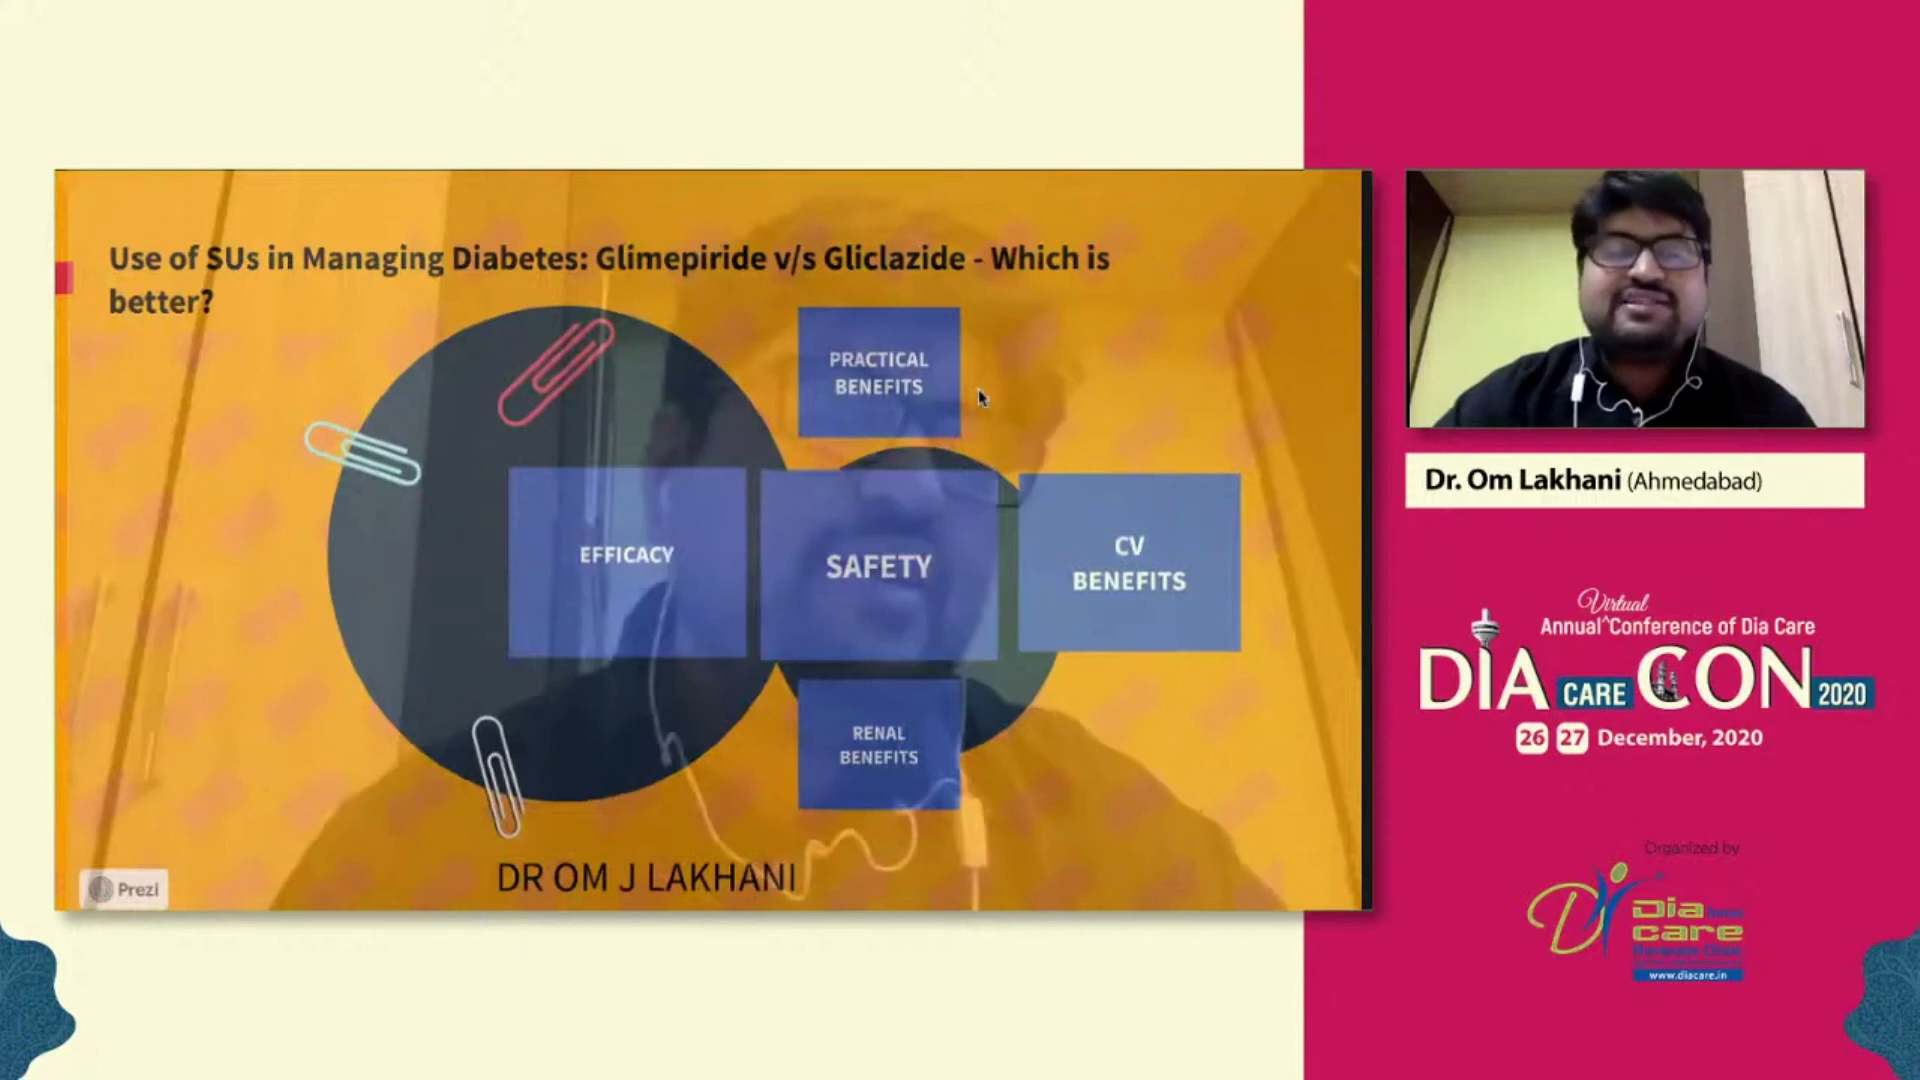 Use of SUs in Managing Diabetes: Glimepiride v/s Gliclazide - Which is
better?
PRACTICAL
BENEFITS
EFFICACY
SAFETY
CV
BENEFITS
RENAL
BENEFITS
DR OM J LAKHANI
Prezi
Dr. Om Lakhani (Ahmedabad)
Virtual
Annual^Conference of Dia Care
DIA CARE CON 2020
26 27 December, 2020
Organized by
Dia
care
www.diacare.in